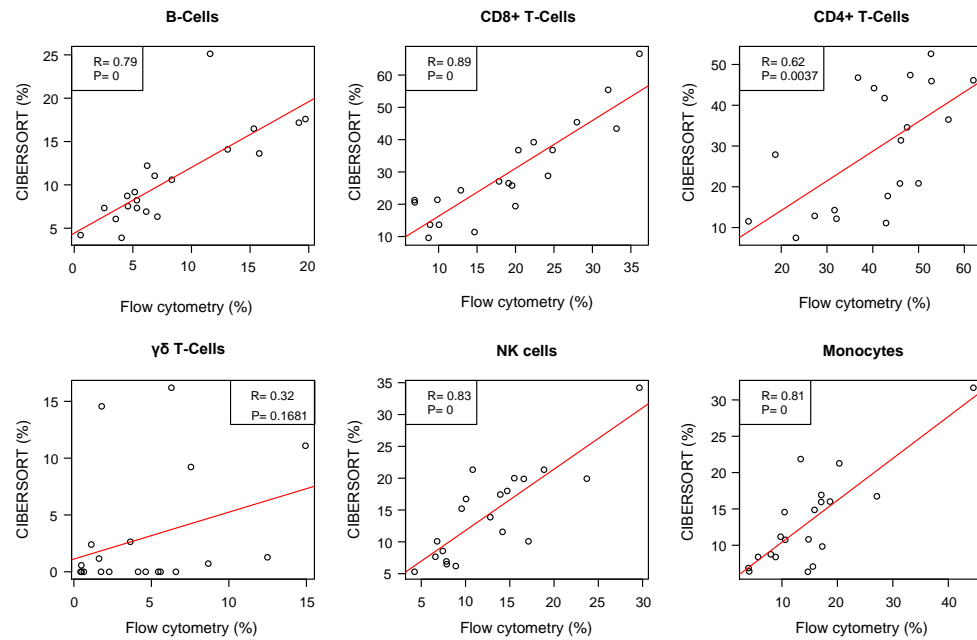 B-Cells
R= 0.79
P= 0
CIBERSORT (%)
25
20
15
10
5
0 5 10 15 20
Flow cytometry (%)
CD8+ T-Cells
R= 0.89
P= 0
CIBERSORT (%)
60
50
40
30
20
10
5 10 15 20 25 30 35
Flow cytometry (%)
CD4+ T-Cells
R= 0.62
P= 0.0037
CIBERSORT (%)
50
40
30
20
10
20 30 40 50 60
Flow cytometry (%)
γδ T-Cells
R= 0.32
P= 0.1681
CIBERSORT (%)
15
10
5
0
0 5 10 15
Flow cytometry (%)
NK cells
R= 0.83
P= 0
CIBERSORT (%)
35
30
25
20
15
10
5
5 10 15 20 25 30
Flow cytometry (%)
Monocytes
R= 0.81
P= 0
CIBERSORT (%)
30
25
20
15
10
10 20 30 40
Flow cytometry (%)